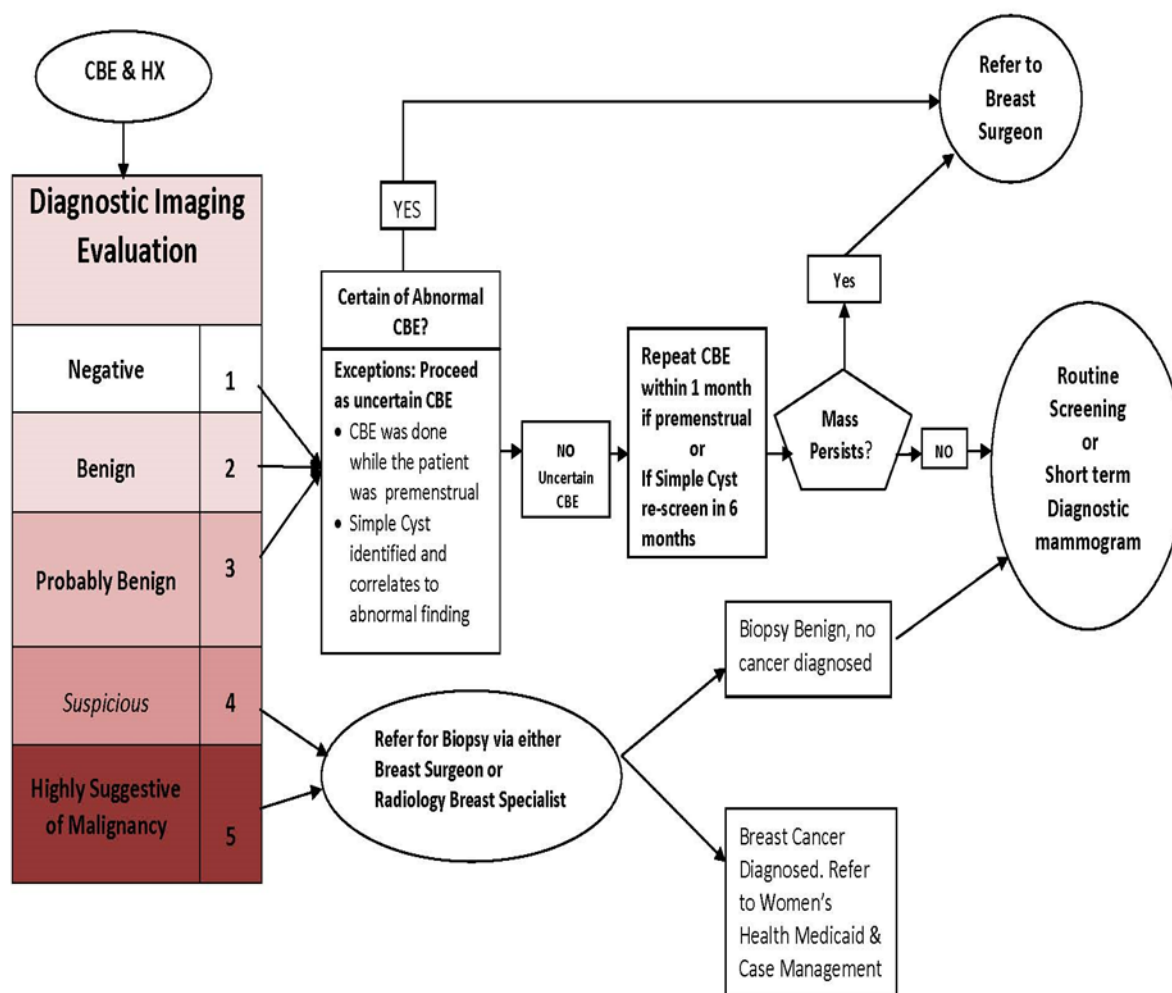 CBE & HX
Diagnostic Imaging
Evaluation
Negative
1
Benign
2
Probably Benign
3
Suspicious
4
Highly Suggestive
of Malignancy
5
YES
Certain of Abnormal
CBE?
Exceptions: Proceed
as uncertain CBE
• CBE was done
while the patient
was premenstrual
• Simple Cyst
identified and
correlates to
abnormal finding
NO
Uncertain
CBE
Repeat CBE
within 1 month
if premenstrual
or
If Simple Cyst
re-screen in 6
months
Mass
Persists?
Yes
NO
Refer to
Breast
Surgeon
Routine
Screening
or
Short term
Diagnostic
mammogram
Refer for Biopsy via either
Breast Surgeon or
Radiology Breast Specialist
Biopsy Benign, no
cancer diagnosed
Breast Cancer
Diagnosed. Refer
to Women's
Health Medicaid &
Case Management